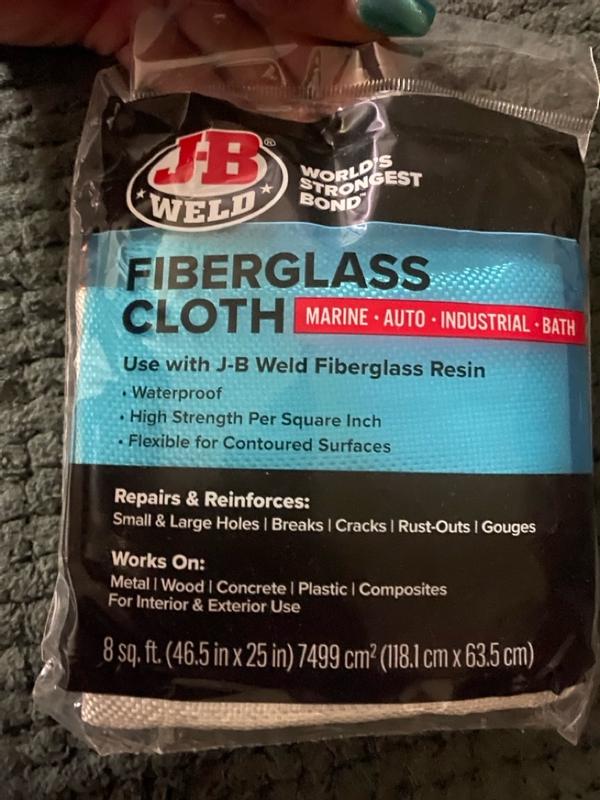 J-B
WELD
®
WORLD'S
STRONGEST
BOND™
FIBERGLASS
CLOTH
MARINE • AUTO • INDUSTRIAL • BATH
Use with J-B Weld Fiberglass Resin
• Waterproof
• High Strength Per Square Inch
• Flexible for Contoured Surfaces
Repairs & Reinforces:
Small & Large Holes | Breaks | Cracks | Rust-Outs | Gouges
Works On:
Metal | Wood | Concrete | Plastic | Composites
For Interior & Exterior Use
8 sq. ft. (46.5 in x 25 in) 7499 cm² (118.1 cm x 63.5 cm)